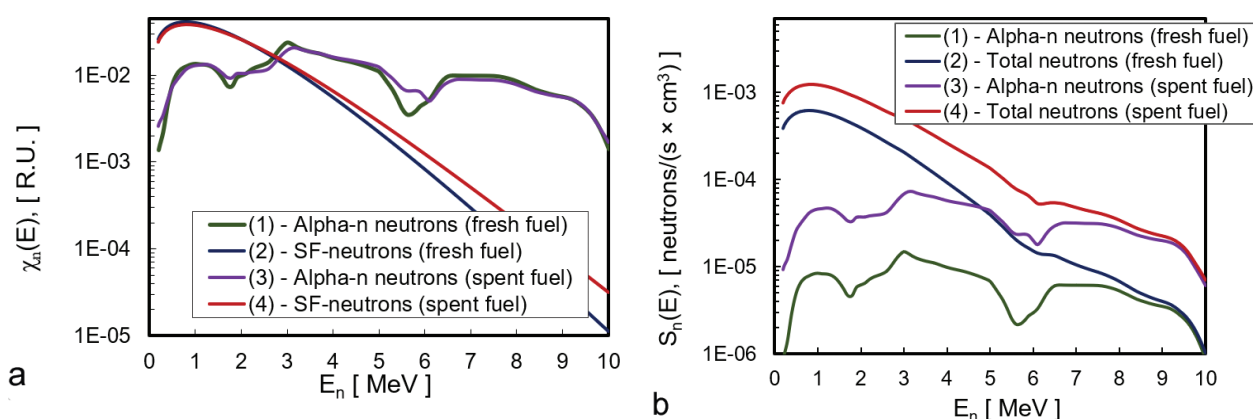 1E-02
1E-03
1E-04
1E-05
χn(E), [ R.U. ]
(1) - Alpha-n neutrons (fresh fuel)
(2) - SF-neutrons (fresh fuel)
(3) - Alpha-n neutrons (spent fuel)
(4) - SF-neutrons (spent fuel)
0 1 2 3 4 5 6 7 8 9 10
En [ MeV ]
a
1E-03
1E-04
1E-05
1E-06
Sn(E), [ neutrons/(s × cm³) ]
(1) - Alpha-n neutrons (fresh fuel)
(2) - Total neutrons (fresh fuel)
(3) - Alpha-n neutrons (spent fuel)
(4) - Total neutrons (spent fuel)
0 1 2 3 4 5 6 7 8 9 10
En [ MeV ]
b